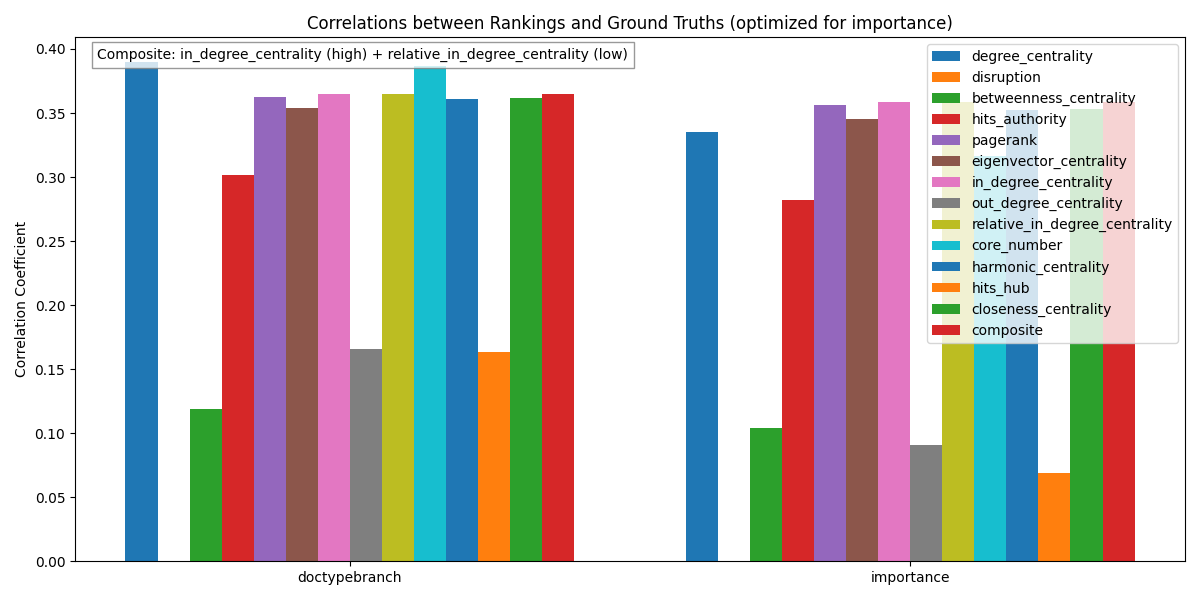 Correlations between Rankings and Ground Truths (optimized for importance)
Composite: in_degree_centrality (high) + relative_in_degree_centrality (low)
Correlation Coefficient
0.40
0.35
0.30
0.25
0.20
0.15
0.10
0.05
0.00
doctypebranch
importance
degree_centrality
disruption
betweenness_centrality
hits_authority
pagerank
eigenvector_centrality
in_degree_centrality
out_degree_centrality
relative_in_degree_centrality
core_number
harmonic_centrality
hits_hub
closeness_centrality
composite